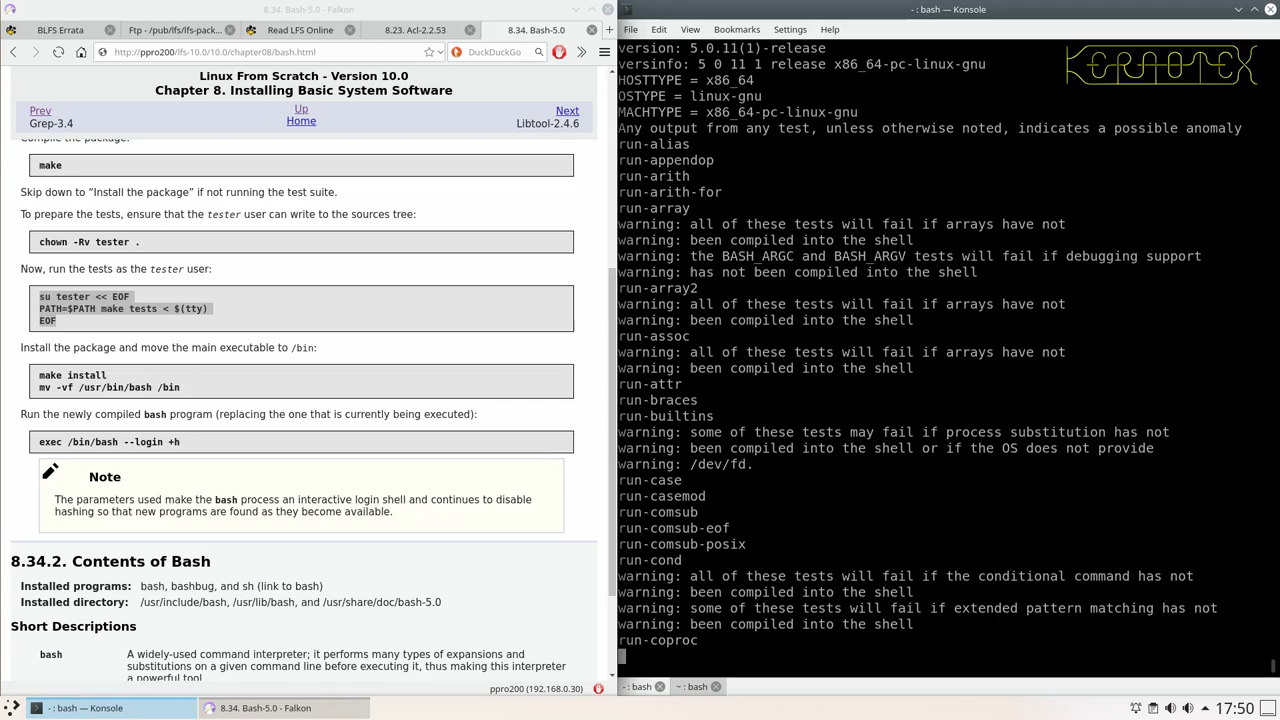 8.34. Bash-5.0 - Falkon
BLFS Errata
Ftp - /pub/lfs/lfs-pack...
Read LFS Online
8.23. Acl-2.2.53
8.34. Bash-5.0
http://ppro200/lfs-10.0/10.0/chapter08/bash.html
DuckDuckGo
Linux From Scratch - Version 10.0
Chapter 8. Installing Basic System Software
Prev
Up
Next
Grep-3.4
Home
Libtool-2.4.6
Compile the package:
make
Skip down to “Install the package” if not running the test suite.
To prepare the tests, ensure that the tester user can write to the sources tree:
chown -Rv tester .
Now, run the tests as the tester user:
su tester << EOF
PATH=$PATH make tests < $(tty)
EOF
Install the package and move the main executable to /bin:
make install
mv -vf /usr/bin/bash /bin
Run the newly compiled bash program (replacing the one that is currently being executed):
exec /bin/bash --login +h
Note
The parameters used make the bash process an interactive login shell and continues to disable
hashing so that new programs are found as they become available.
8.34.2. Contents of Bash
Installed programs: bash, bashbug, and sh (link to bash)
Installed directory: /usr/include/bash, /usr/lib/bash, and /usr/share/doc/bash-5.0
Short Descriptions
bash
A widely-used command interpreter; it performs many types of expansions and
substitutions on a given command line before executing it, thus making this interpreter
a powerful tool
ppro200 (192.168.0.30)
- : bash — Konsole
File Edit View Bookmarks Settings Help
KERAOTEX
version: 5.0.11(1)-release
versinfo: 5 0 11 1 release x86_64-pc-linux-gnu
HOSTTYPE = x86_64
OSTYPE = linux-gnu
MACHTYPE = x86_64-pc-linux-gnu
Any output from any test, unless otherwise noted, indicates a possible anomaly
run-alias
run-appendop
run-arith
run-arith-for
run-array
warning: all of these tests will fail if arrays have not
warning: been compiled into the shell
warning: the BASH_ARGC and BASH_ARGV tests will fail if debugging support
warning: has not been compiled into the shell
run-array2
warning: all of these tests will fail if arrays have not
warning: been compiled into the shell
run-assoc
warning: all of these tests will fail if arrays have not
warning: been compiled into the shell
run-attr
run-braces
run-builtins
warning: some of these tests may fail if process substitution has not
warning: been compiled into the shell or if the OS does not provide
warning: /dev/fd.
run-case
run-casemod
run-comsub
run-comsub-eof
run-comsub-posix
run-cond
warning: all of these tests will fail if the conditional command has not
warning: been compiled into the shell
warning: some of these tests will fail if extended pattern matching has not
warning: been compiled into the shell
run-coproc
- : bash
~ : bash
- : bash — Konsole
8.34. Bash-5.0 - Falkon
17:50